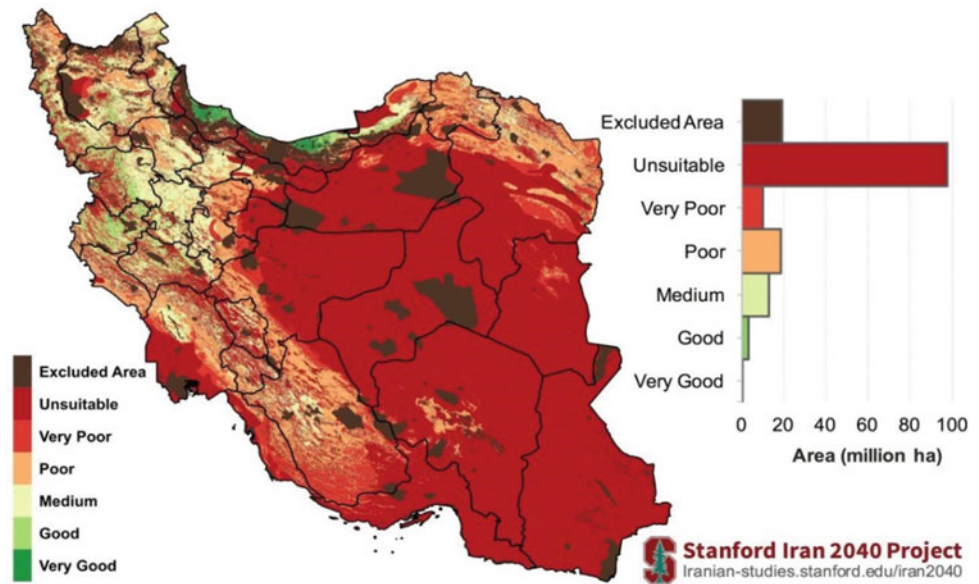 Excluded Area
Unsuitable
Very Poor
Poor
Medium
Good
Very Good
0 20 40 60 80 100
Area (million ha)
Excluded Area
Unsuitable
Very Poor
Poor
Medium
Good
Very Good
S
Stanford Iran 2040 Project
Iranian-studies.stanford.edu/iran2040